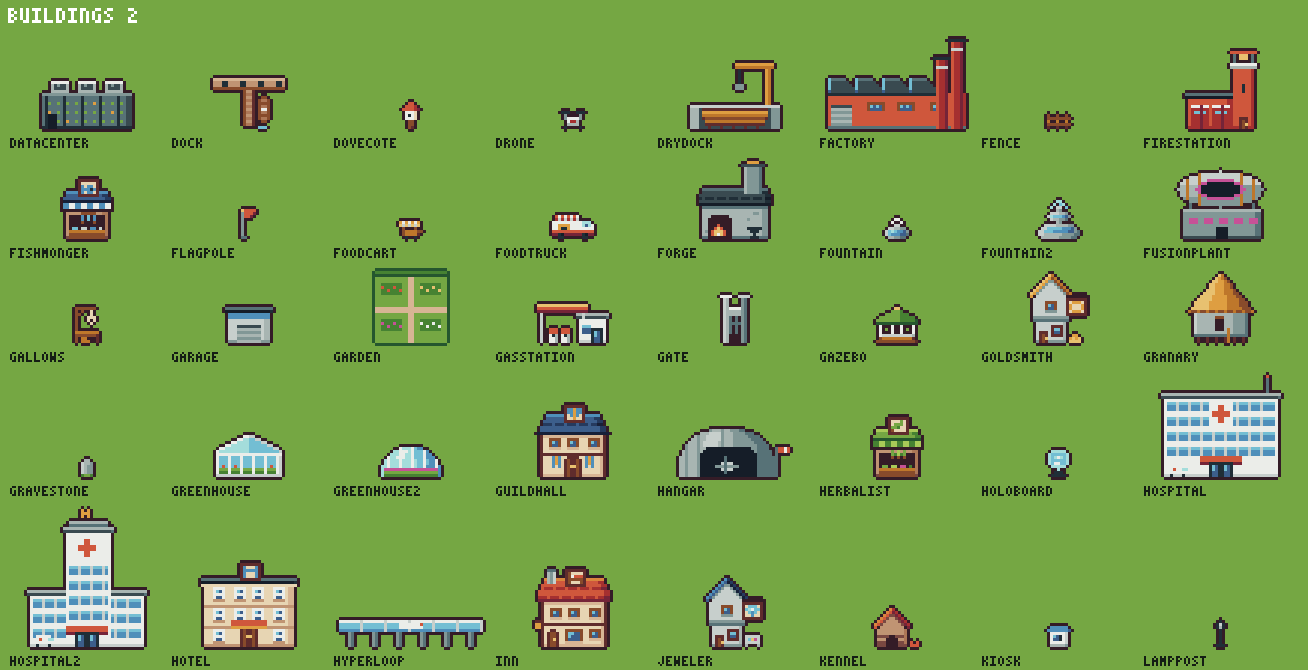 BUILDINGS 2
DATACENTER DOCK DOVECOTE DRONE DRYDOCK FACTORY FENCE FIRESTATION
FISHMONGER FLAGPOLE FOODCART FOODTRUCK FORGE FOUNTAIN FOUNTAIN2 FUSIONPLANT
GALLOWS GARAGE GARDEN GASSTATION GATE GAZEBO GOLDSMITH GRANARY
GRAVESTONE GREENHOUSE GREENHOUSE2 GUILDHALL HANGAR HERBALIST HOLOBOARD HOSPITAL
HOSPITAL2 HOTEL HYPERLOOP INN JEWELER KENNEL KIOSK LAMPPOST